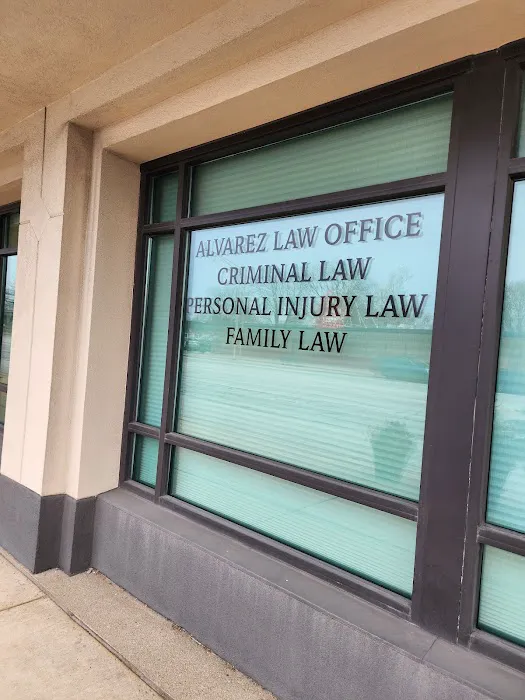 ALVAREZ LAW OFFICE
CRIMINAL LAW
PERSONAL INJURY LAW
FAMILY LAW